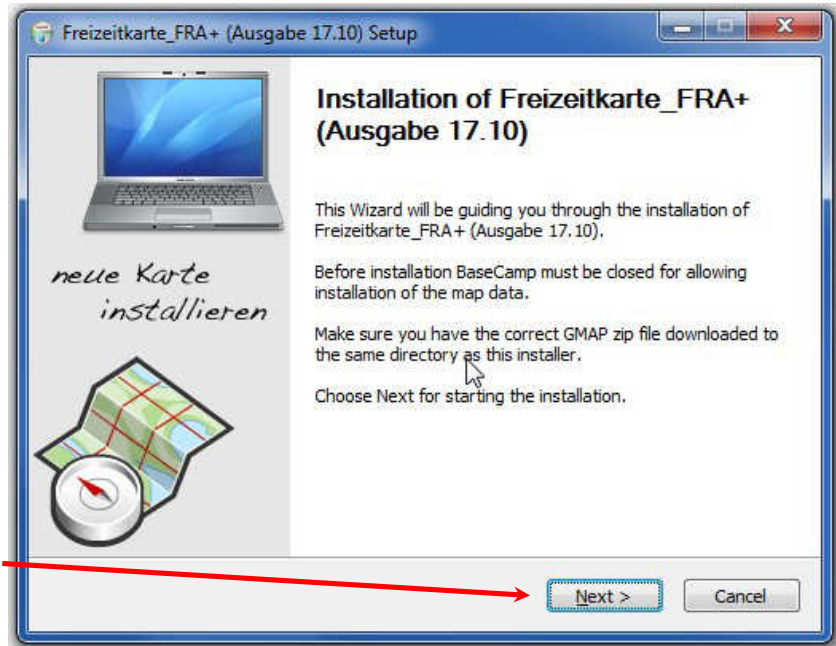 Freizeitkarte_FRA+ (Ausgabe 17.10) Setup
neue Karte
installieren
Installation of Freizeitkarte_FRA+
(Ausgabe 17.10)
This Wizard will be guiding you through the installation of
Freizeitkarte_FRA+ (Ausgabe 17.10).
Before installation BaseCamp must be closed for allowing
installation of the map data.
Make sure you have the correct GMAP zip file downloaded to
the same directory as this installer.
Choose Next for starting the installation.
Next >
Cancel